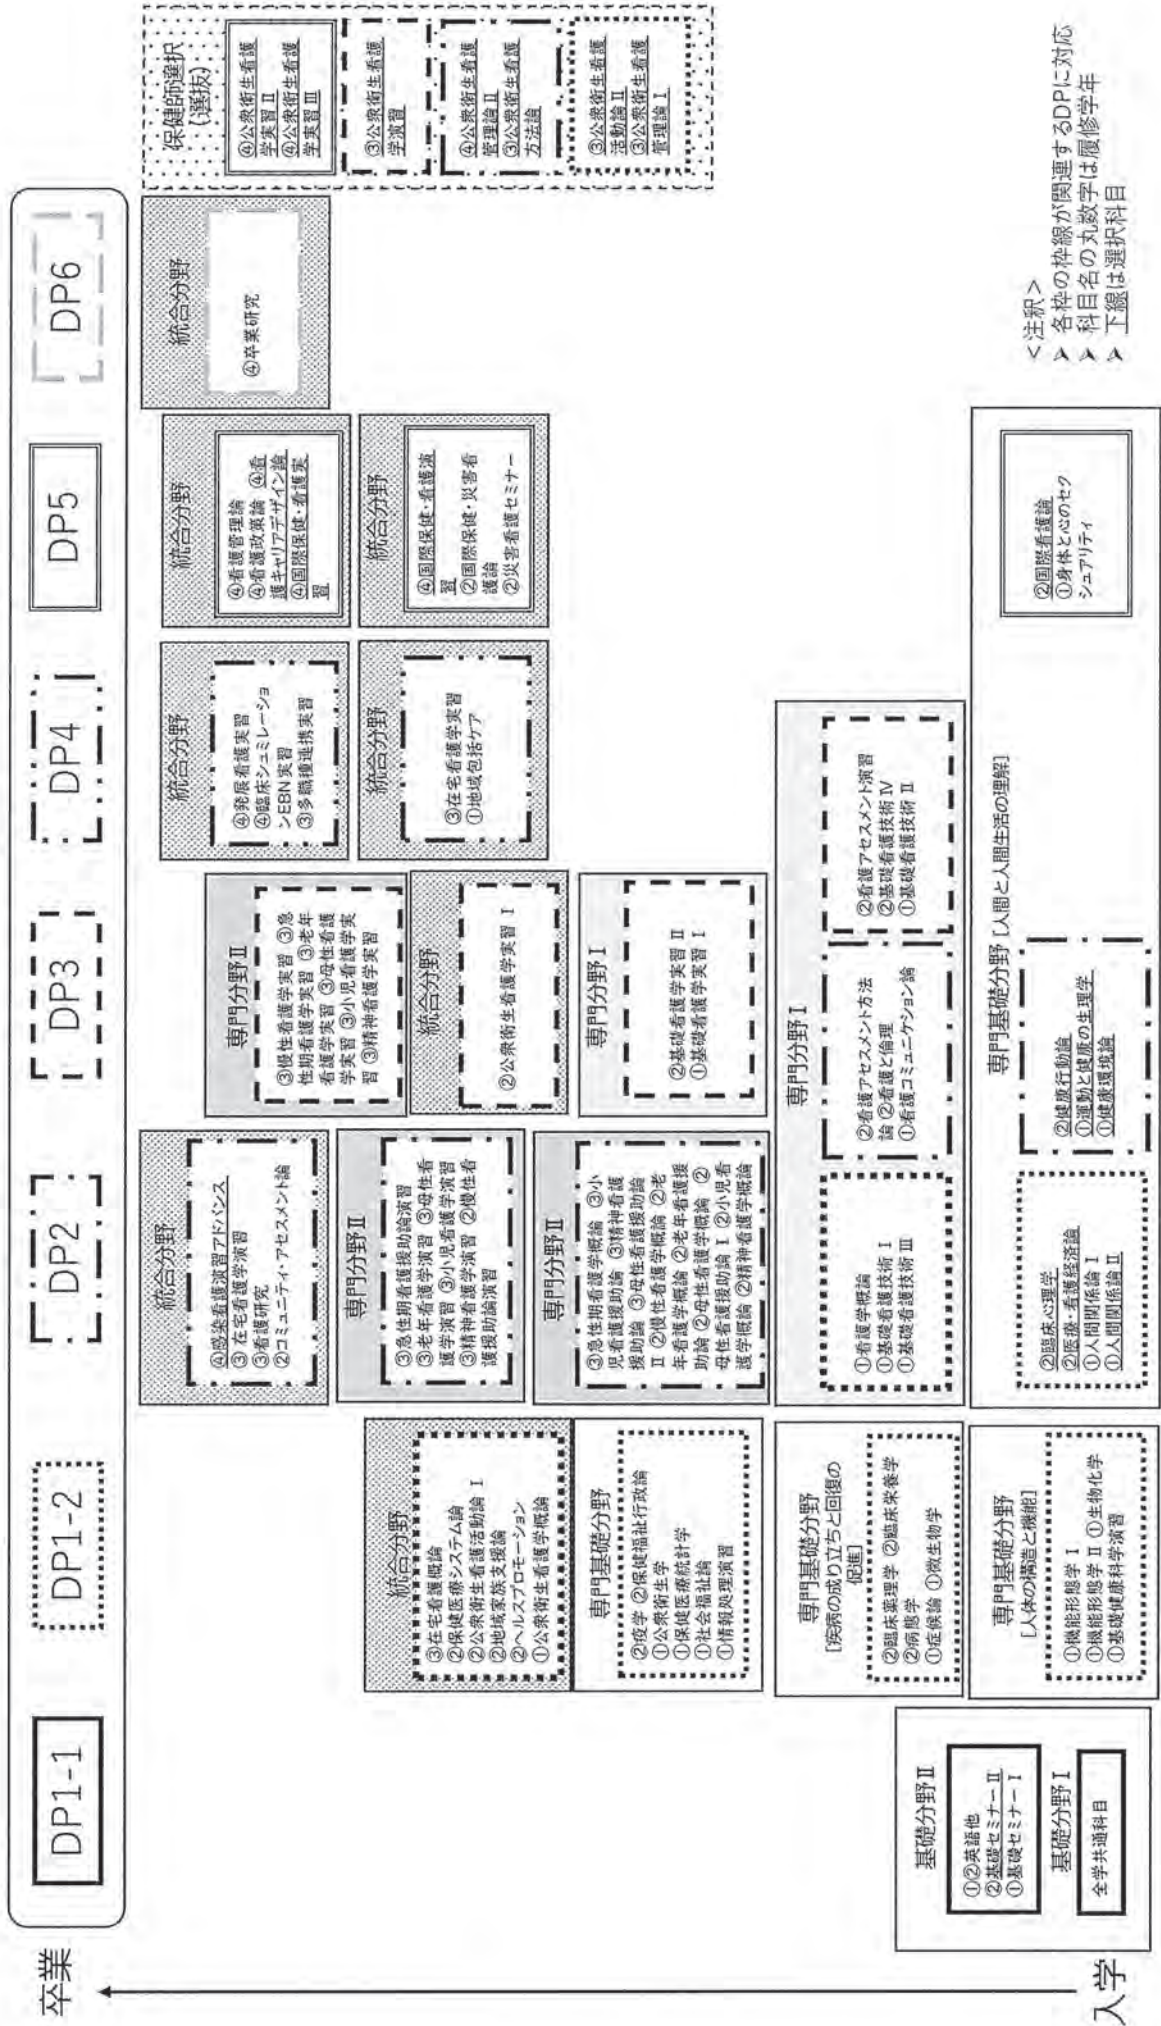 卒業
入学
DP1-1
DP1-2
DP2
DP3
DP4
DP5
DP6
基礎分野Ⅱ
①②英語他
②基礎セミナーⅡ
①基礎セミナーⅠ
基礎分野Ⅰ
全学共通科目
統合分野
③在宅看護概論
②保健医療システム論
②公衆衛生看護活動論Ⅰ
②地域家族支援論
②ヘルスプロモーション
①公衆衛生看護学概論
専門基礎分野
②疫学 ②保健福祉行政論
①公衆衛生学
①保健医療統計学
①社会福祉論
①情報処理演習
専門基礎分野
[疾病の成り立ちと回復の
促進]
②臨床薬理学 ②臨床栄養学
②病態学
①症候論 ①微生物学
専門基礎分野
[人体の構造と機能]
①機能形態学Ⅰ
①機能形態学Ⅱ ①生物化学
①基礎健康科学演習
統合分野
④感染看護演習アドバンス
③在宅看護学演習
③看護研究
②コミュニティ・アセスメント論
専門分野Ⅱ
③急性期看護援助論演習
③老年看護学演習 ③母性看
護学演習 ③小児看護学演習
③精神看護学演習 ②慢性看
護援助論演習
専門分野Ⅱ
③急性期看護学概論 ③小
児看護援助論 ③精神看護
援助論 ③母性看護援助論
Ⅱ ②慢性看護学概論 ②老
年看護学概論 ②老年看護援
助論 ②母性看護学概論 ②
母性看護援助論Ⅰ ②小児看
護学概論 ②精神看護学概論
専門分野Ⅱ
③慢性看護学実習 ③急
性期看護学実習 ③老年
看護学実習 ③母性看護
学実習 ③小児看護学実
習 ③精神看護学実習
統合分野
②公衆衛生看護学実習Ⅰ
専門分野Ⅰ
②基礎看護学実習Ⅱ
①基礎看護学実習Ⅰ
専門分野Ⅰ
①看護学概論
①基礎看護技術Ⅰ
①基礎看護技術Ⅲ
②看護アセスメント方法
論 ②看護と倫理
①看護コミュニケーション論
②看護アセスメント演習
②基礎看護技術Ⅳ
①基礎看護技術Ⅱ
専門基礎分野 [人間と人間生活の理解]
②臨床心理学
②医療・看護経済論
①人間関係論Ⅰ
①人間関係論Ⅱ
②健康行動論
①運動と健康の生理学
①健康環境論
②国際看護論
①身体と心のセク
シュアリティ
統合分野
④発展看護実習
④臨床シュミレーショ
ンEBN実習
③多職種連携実習
統合分野
③在宅看護学実習
①地域包括ケア
統合分野
④看護管理論
④看護政策論 ④看
護キャリアデザイン論
④国際保健・看護実
習
統合分野
④国際保健・看護演
習
②国際保健・災害看
護論
②災害看護セミナー
統合分野
④卒業研究
保健師選択
(選抜)
④公衆衛生看護
学実習Ⅱ
④公衆衛生看護
学実習Ⅲ
③公衆衛生看護
学演習
④公衆衛生看護
管理論Ⅱ
③公衆衛生看護
方法論
③公衆衛生看護
活動論Ⅱ
③公衆衛生看護
管理論Ⅰ
＜注釈＞
➤ 各枠の枠線が関連するDPに対応
➤ 科目名の丸数字は履修学年
➤ 下線は選択科目